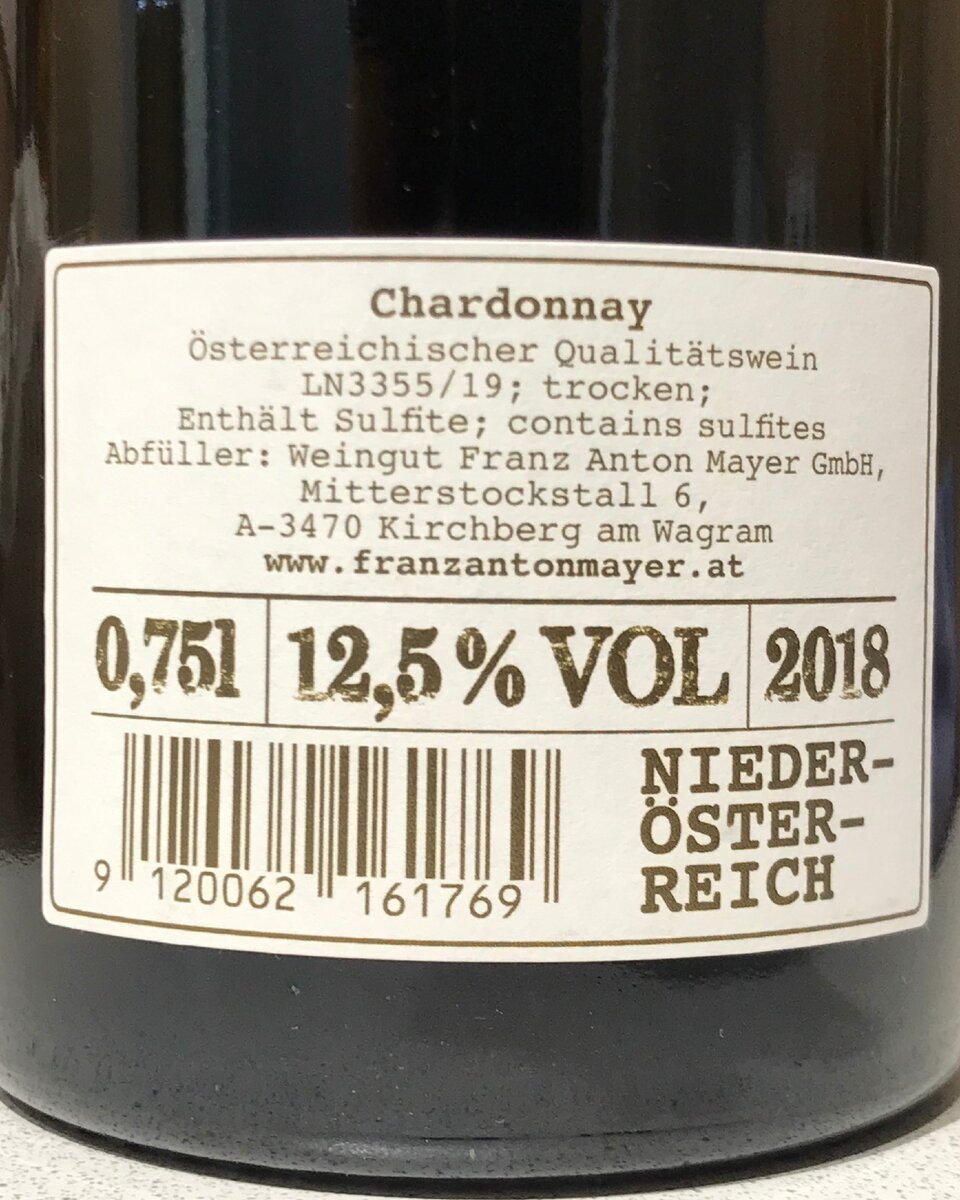 Chardonnay
Österreichischer Qualitätswein
LN3355/19; trocken;
Enthält Sulfite; contains sulfites
Abfüller: Weingut Franz Anton Mayer GmbH,
Mitterstockstall 6,
A-3470 Kirchberg am Wagram
www.franzantonmayer.at
0,75l 12,5% VOL 2018
NIEDER-
ÖSTER-
REICH
9 120062 161769